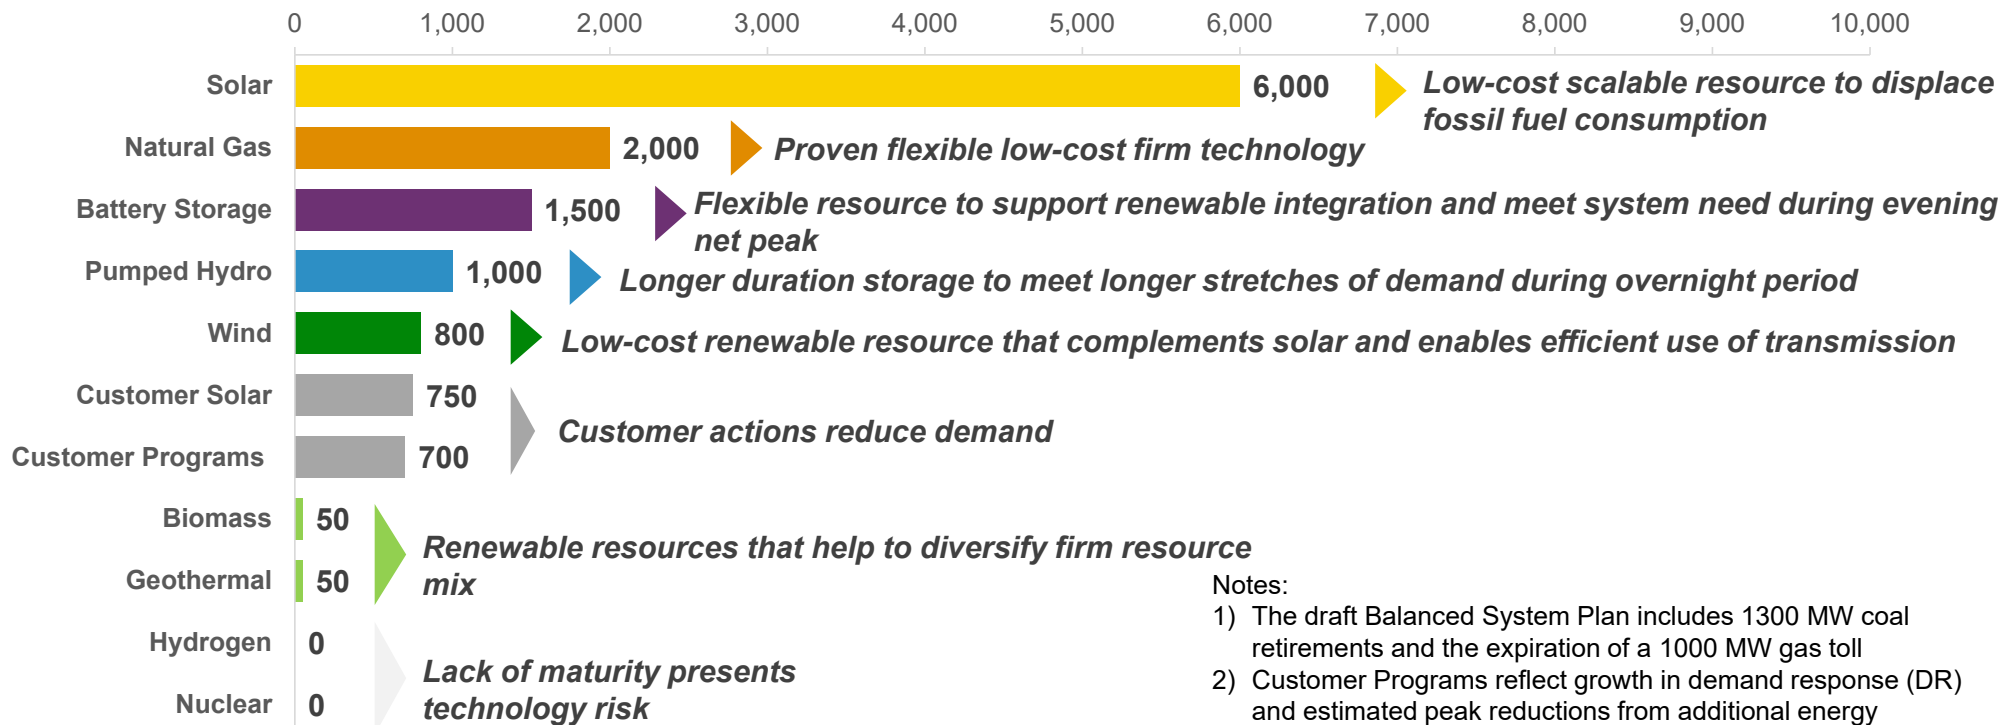 0 1,000 2,000 3,000 4,000 5,000 6,000 7,000 8,000 9,000 10,000
Solar 6,000 Low-cost scalable resource to displace
fossil fuel consumption
Natural Gas 2,000 Proven flexible low-cost firm technology
Battery Storage 1,500 Flexible resource to support renewable integration and meet system need during evening
net peak
Pumped Hydro 1,000 Longer duration storage to meet longer stretches of demand during overnight period
Wind 800 Low-cost renewable resource that complements solar and enables efficient use of transmission
Customer Solar 750
Customer actions reduce demand
Customer Programs 700
Biomass 50
Renewable resources that help to diversify firm resource
mix
Geothermal 50
Hydrogen 0
Lack of maturity presents
technology risk
Nuclear 0
Notes:
1) The draft Balanced System Plan includes 1300 MW coal
retirements and the expiration of a 1000 MW gas toll
2) Customer Programs reflect growth in demand response (DR)
and estimated peak reductions from additional energy